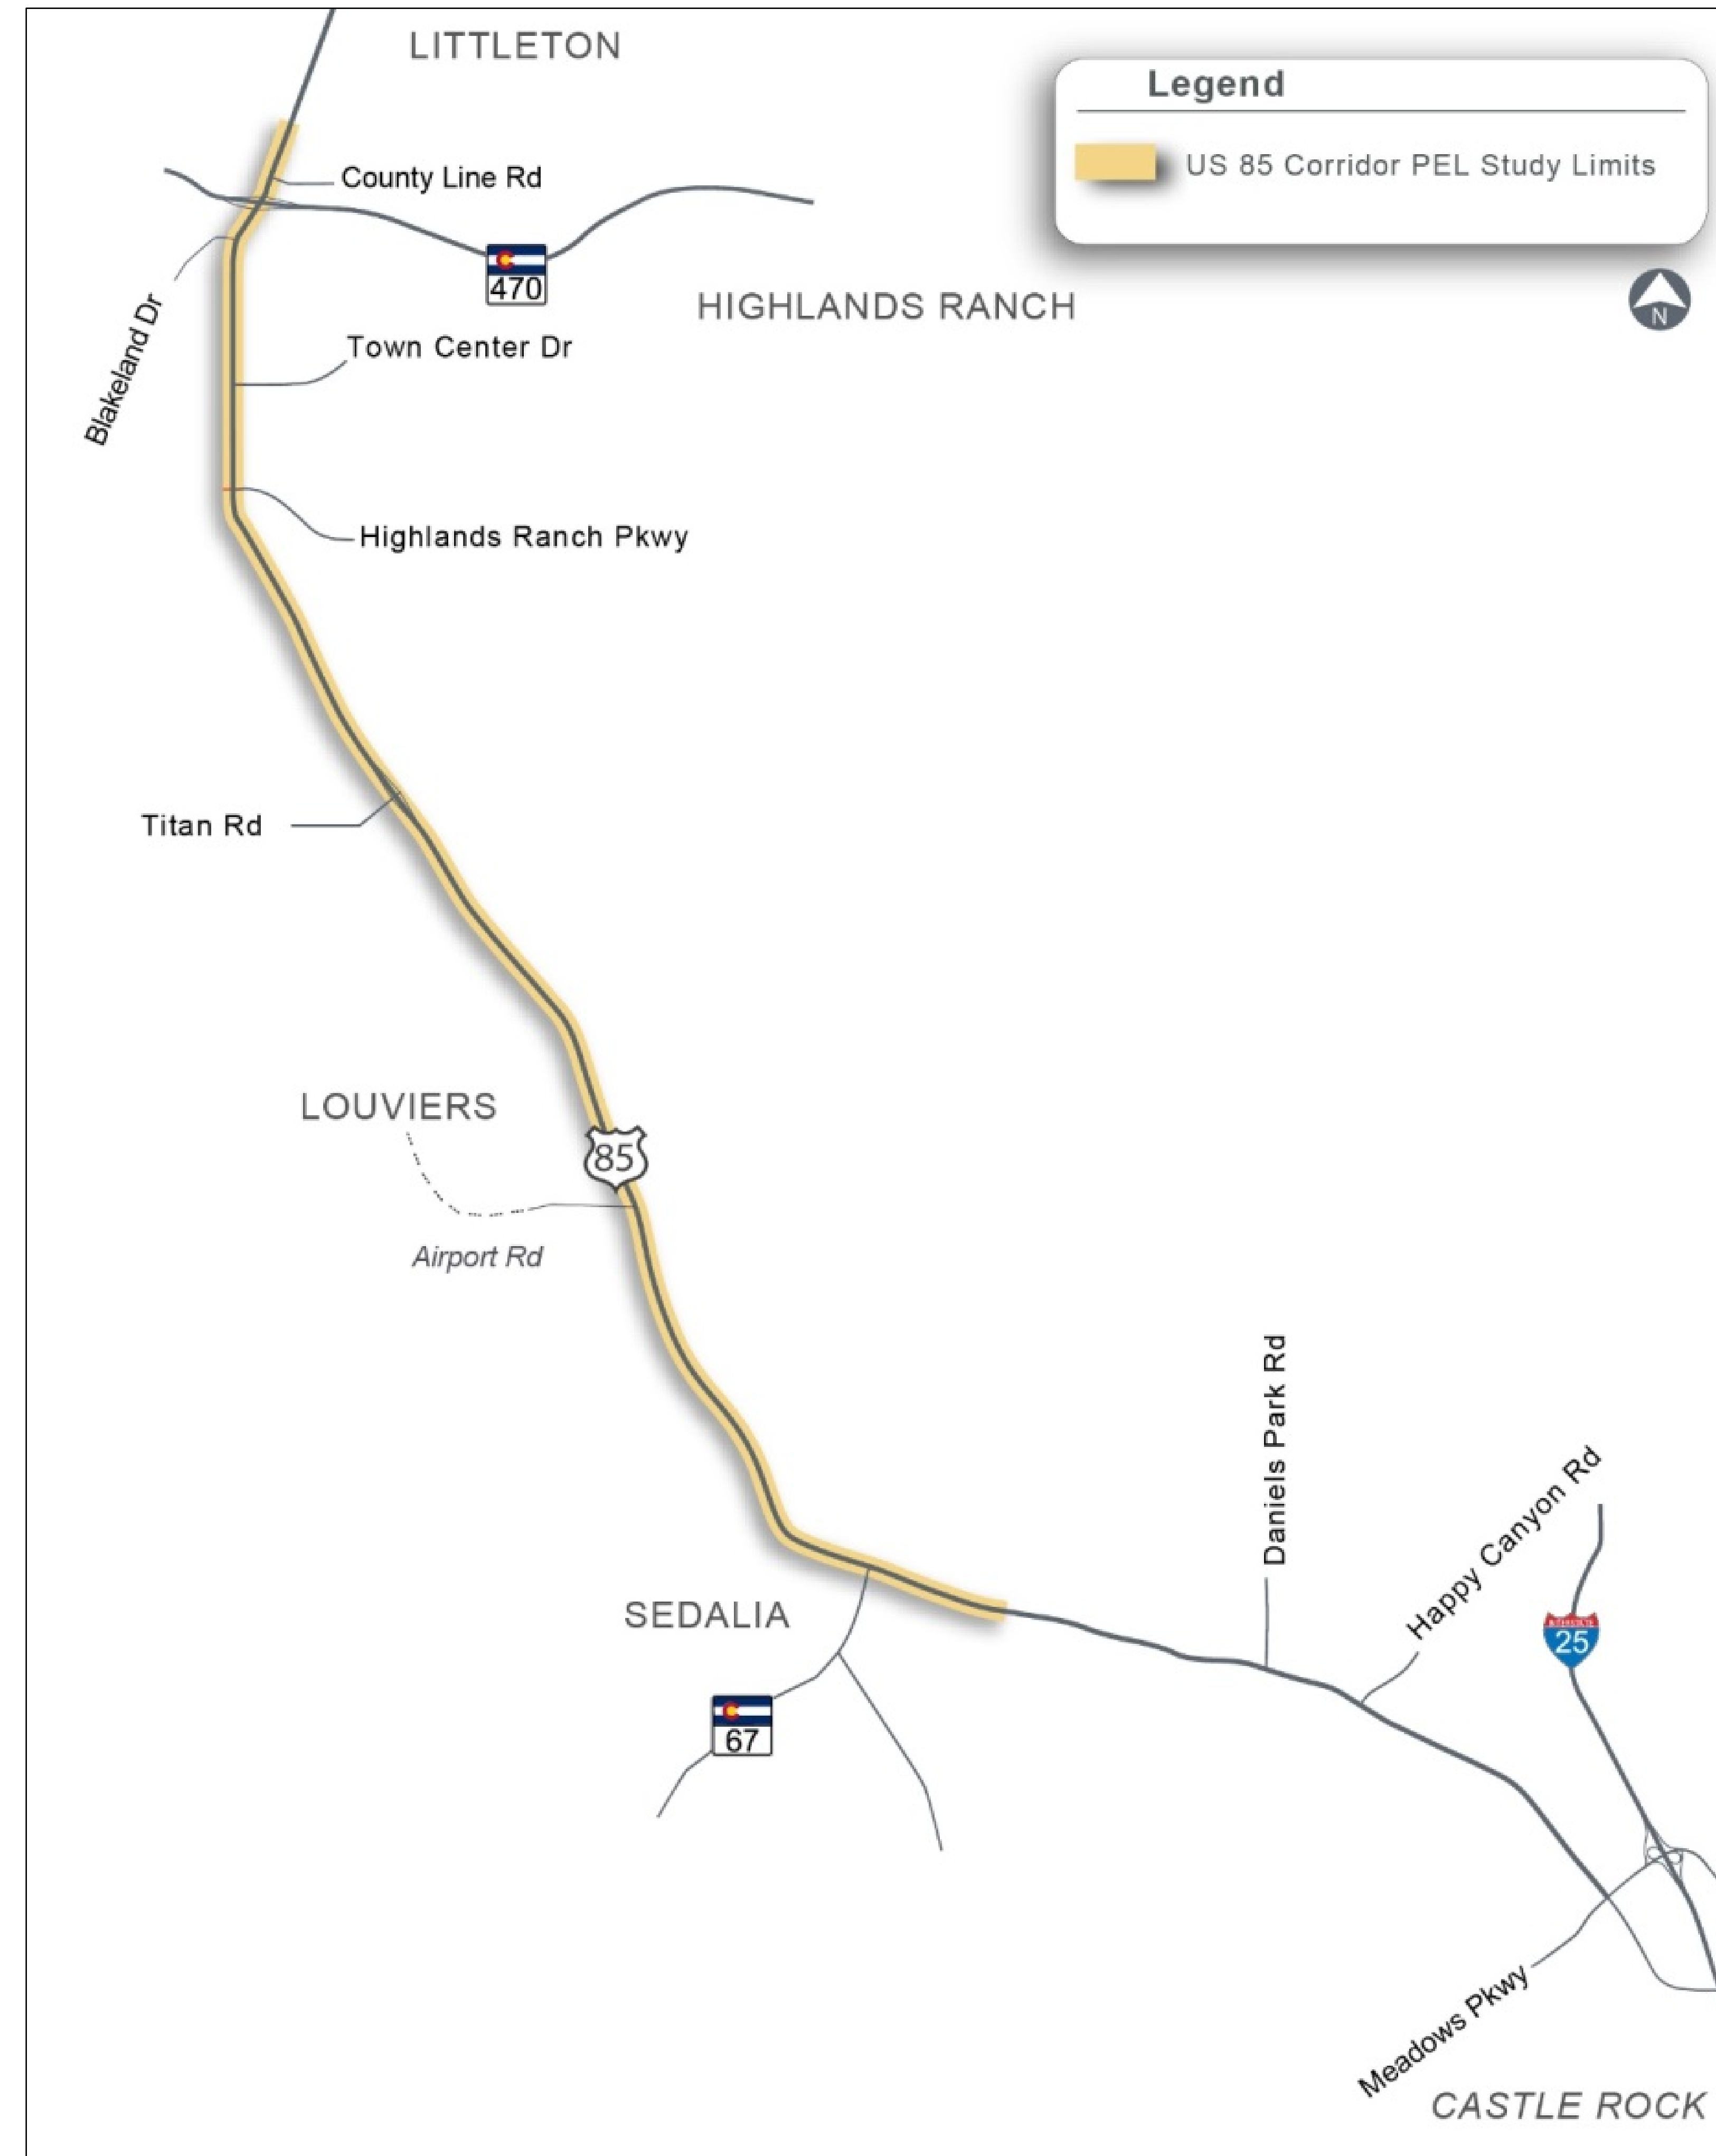 LITTLETON
Legend
US 85 Corridor PEL Study Limits
County Line Rd
470
HIGHLANDS RANCH
N
Blakeland Dr
Town Center Dr
Highlands Ranch Pkwy
Titan Rd
LOUVIERS
85
Airport Rd
Daniels Park Rd
Happy Canyon Rd
SEDALIA
INTERSTATE
25
67
Meadows Pkwy
CASTLE ROCK